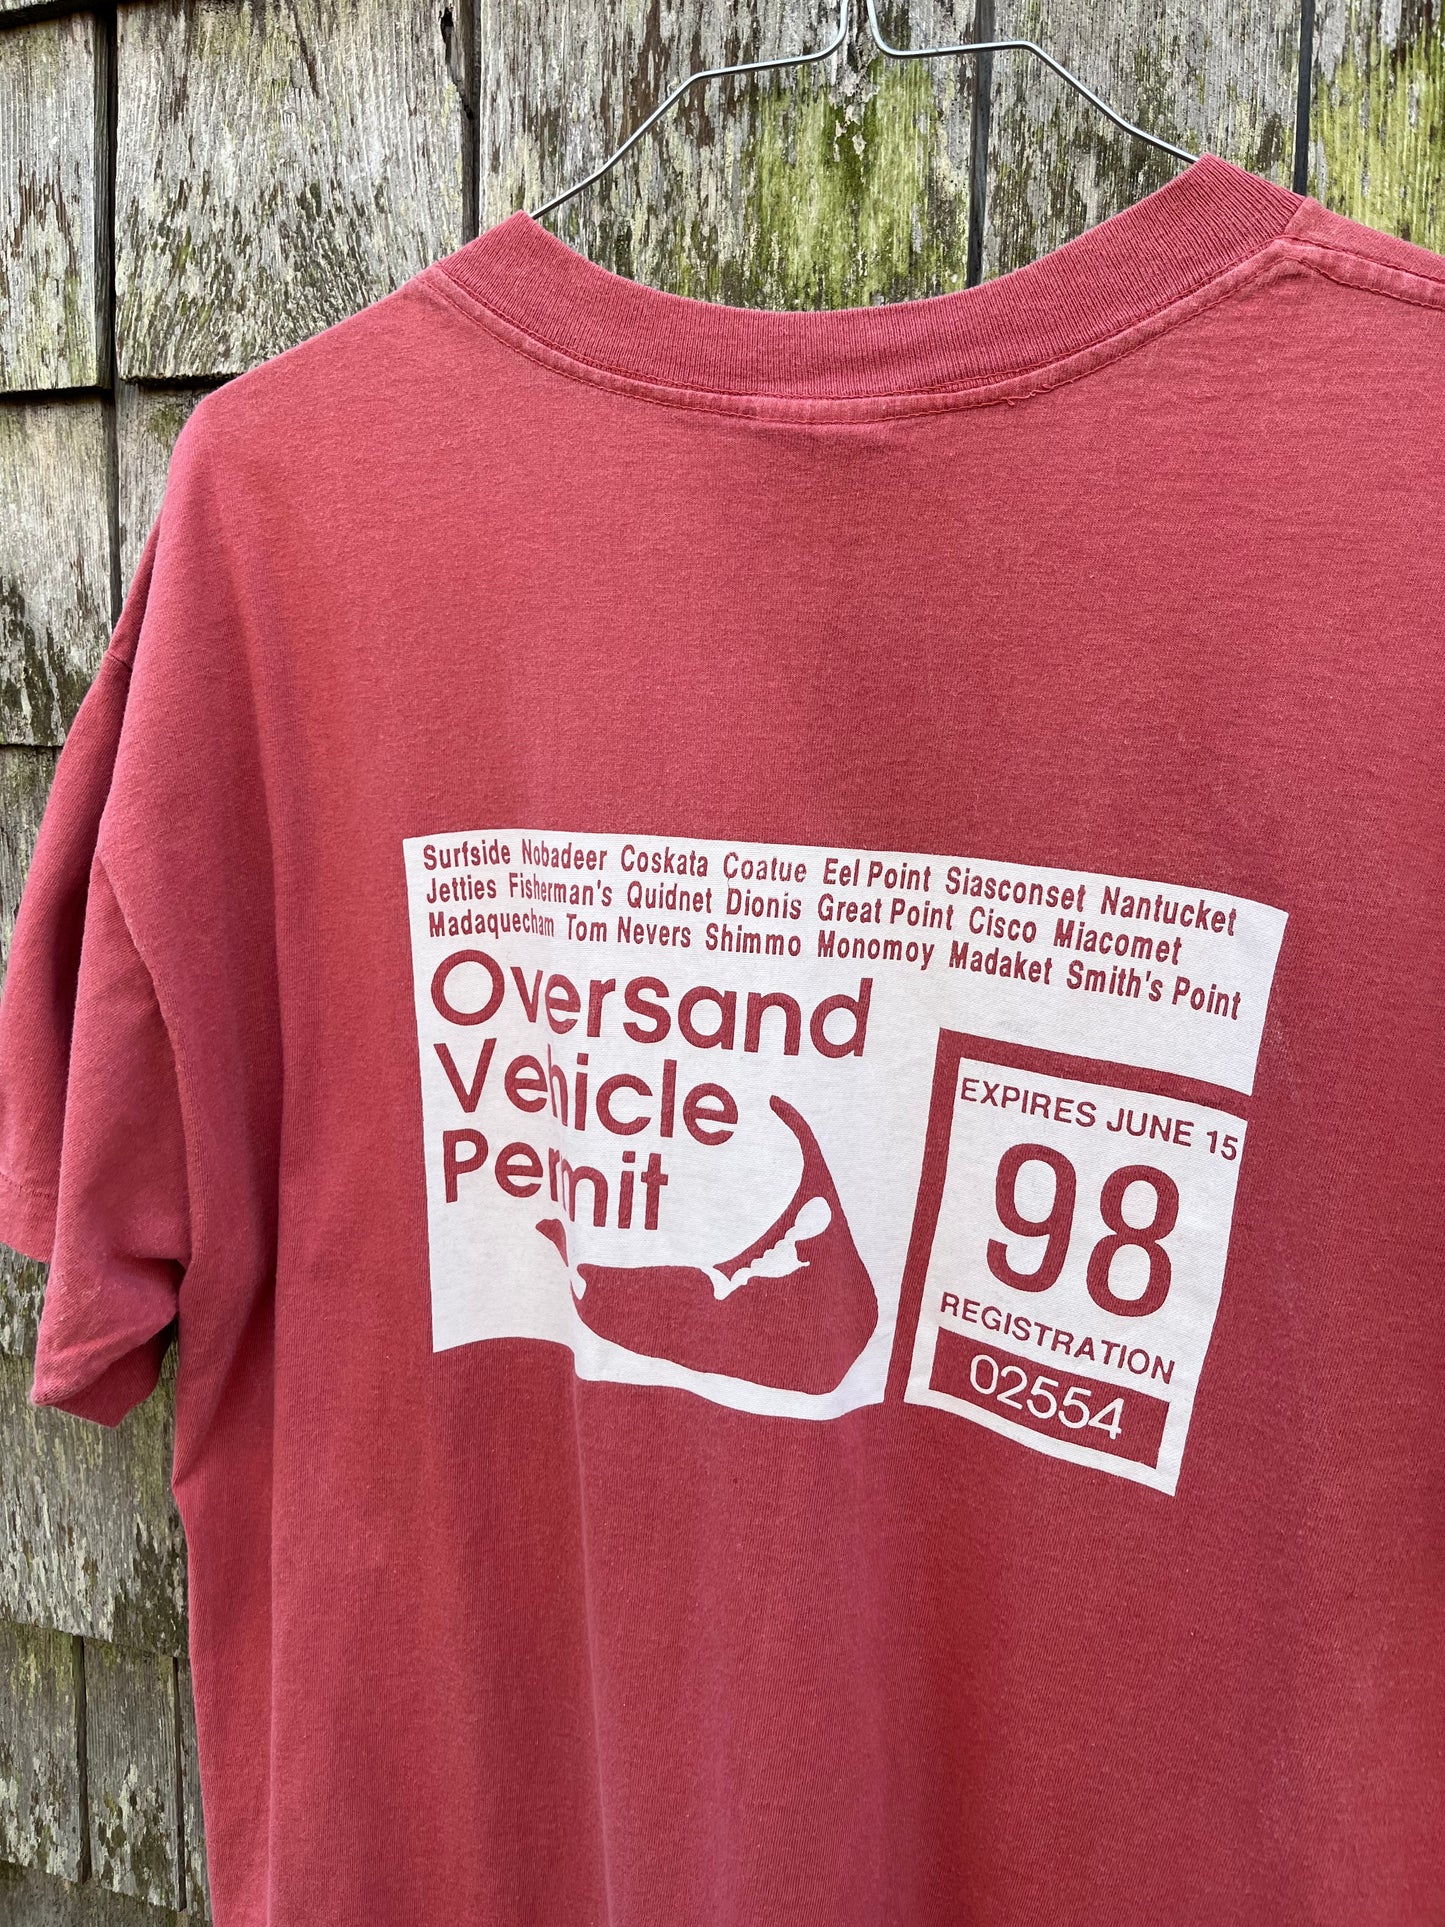 Surfside Nobadeer Coskata Coatue Eel Point Siasconset Nantucket
Jetties Fisherman's Quidnet Dionis Great Point Cisco Miacomet
Madaquecham Tom Nevers Shimmo Monomoy Madaket Smith's Point
Oversand
Vehicle
Permit
EXPIRES JUNE 15
98
REGISTRATION
02554